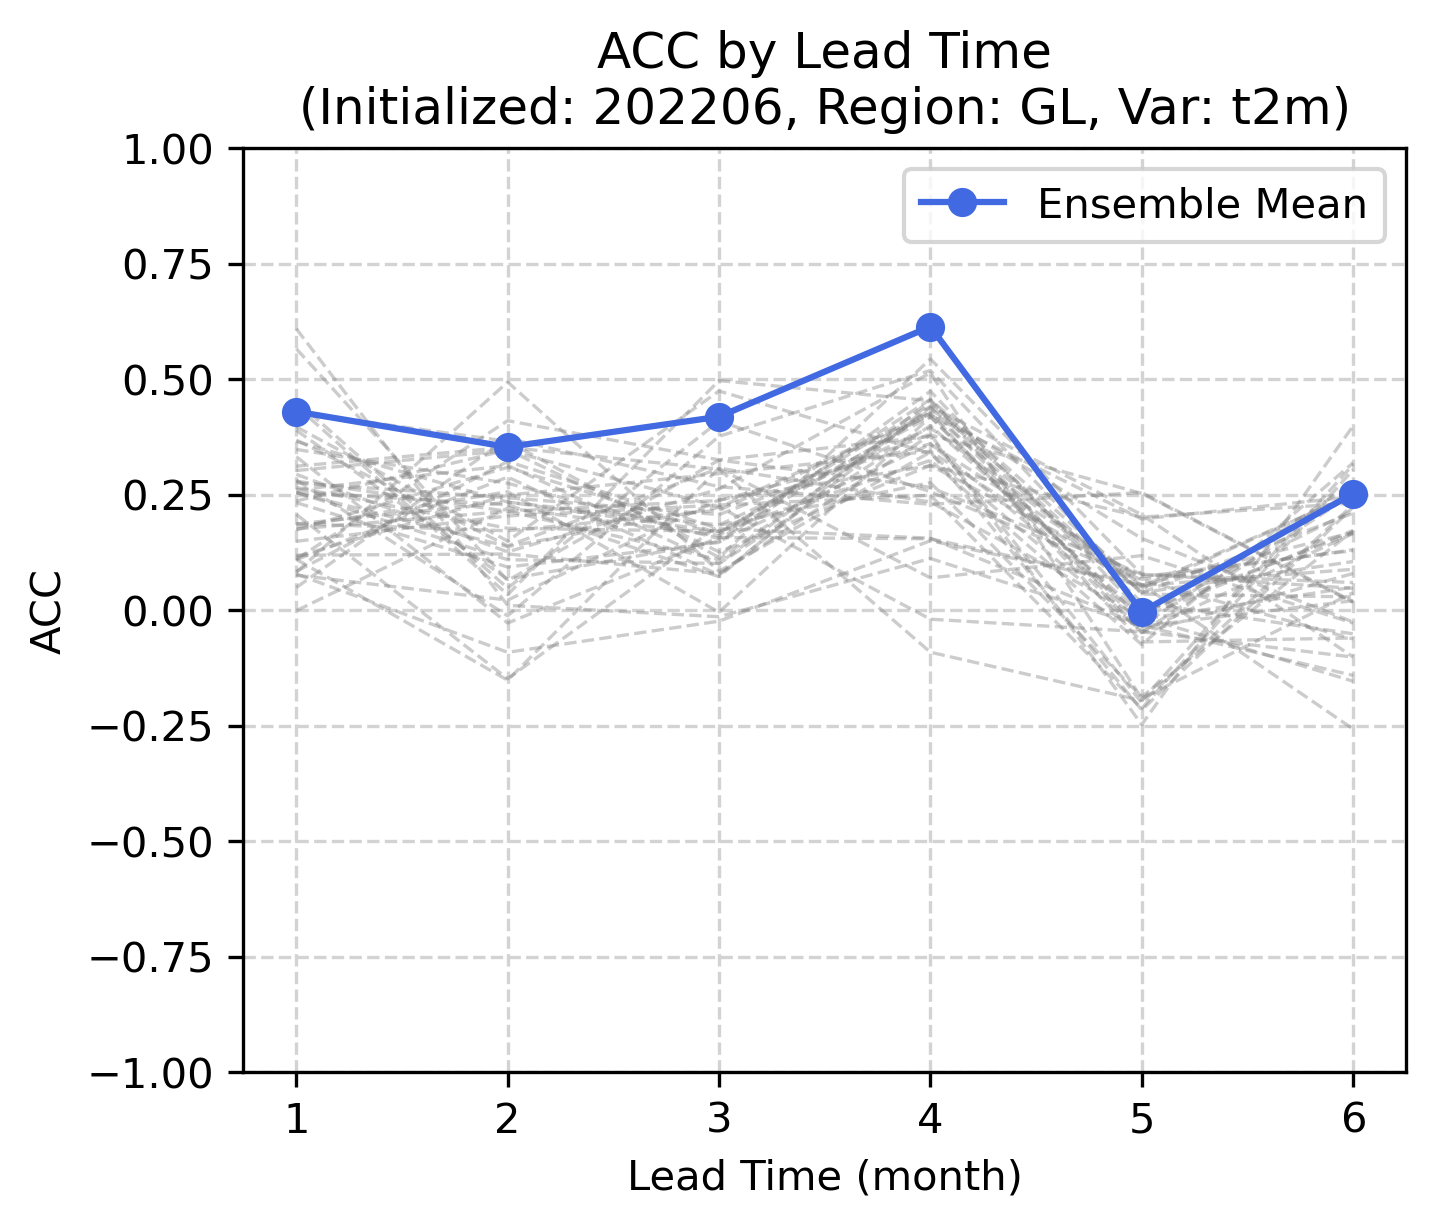 ACC by Lead Time
(Initialized: 202206, Region: GL, Var: t2m)
Ensemble Mean
1.00
0.75
0.50
0.25
0.00
−0.25
−0.50
−0.75
−1.00
ACC
1 2 3 4 5 6
Lead Time (month)